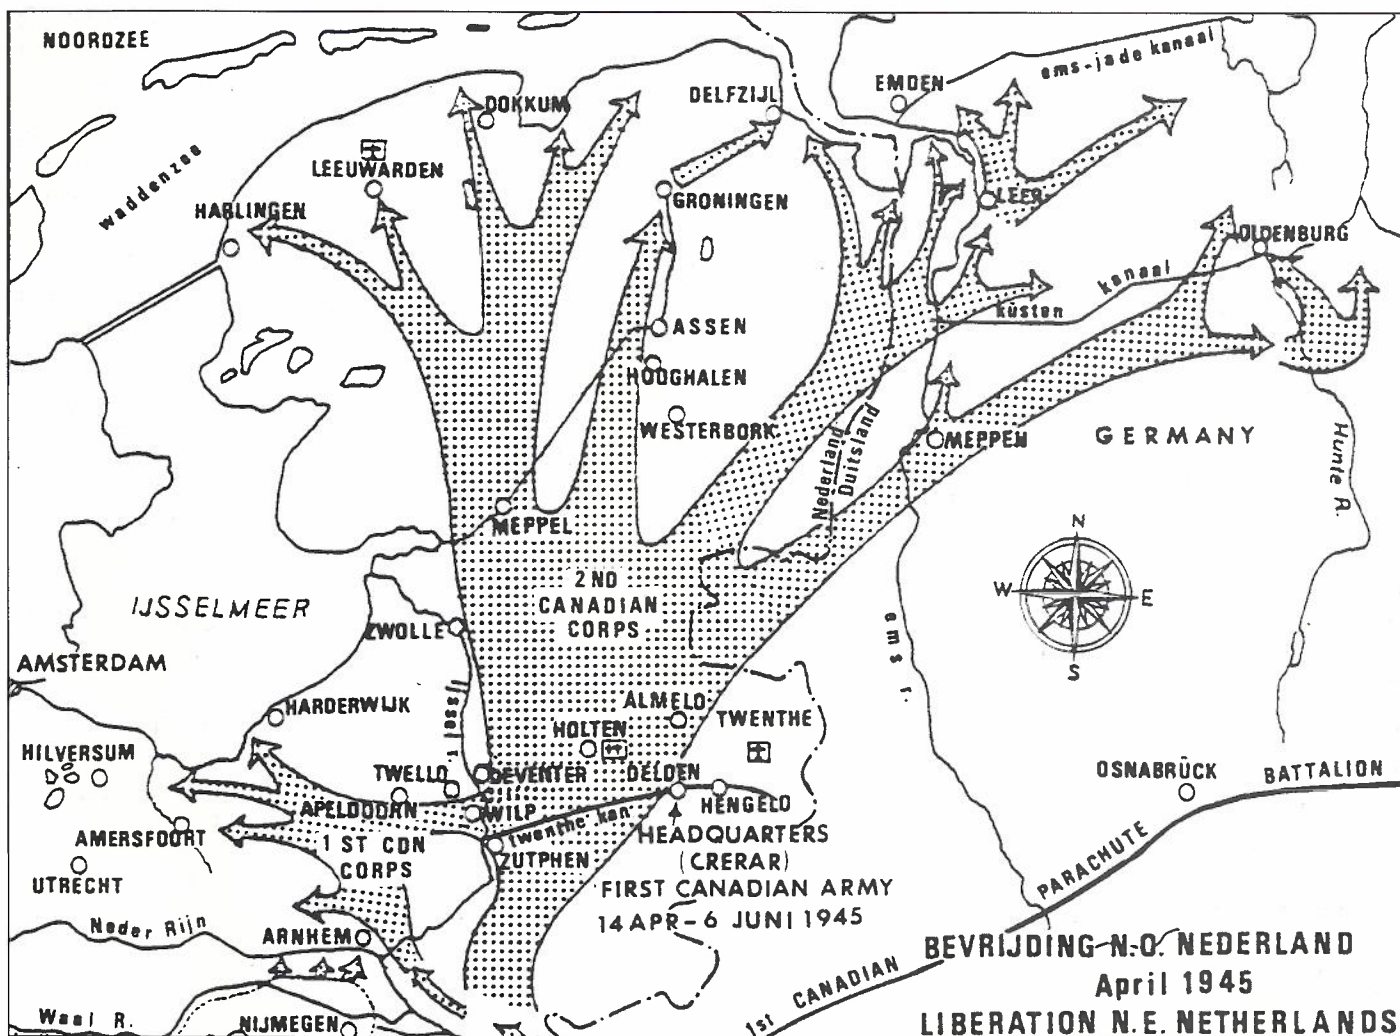 NOORDZEE
waddenzee
DOKKUM
LEEUWARDEN
HARLINGEN
DELFZIJL
EMDEN
ems-jade kanaal
GRONINGEN
LEER
OLDENBURG
kanaal
küsten
ASSEN
HOOGHALEN
WESTERBORK
Nederland
Duitsland
MEPPEN
GERMANY
Hunte R.
MEPPEL
2ND
CANADIAN
CORPS
IJSSELMEER
N
W
E
S
ems r.
ZWOLLE
AMSTERDAM
HARDERWIJK
ijssel r.
ALMELO
TWENTHE
HOLTEN
HILVERSUM
TWELLO
DEVENTER
DELDEN
HENGELO
OSNABRÜCK
BATTALION
APELDOORN
WILP
twenthe kan
AMERSFOORT
1ST CDN
CORPS
ZUTPHEN
UTRECHT
HEADQUARTERS
(CRERAR)
FIRST CANADIAN ARMY
14 APR-6 JUNI 1945
PARACHUTE
Neder Rijn
ARNHEM
1st CANADIAN
Waal R.
NIJMEGEN
BEVRIJDING N.O. NEDERLAND
April 1945
LIBERATION N.E. NETHERLANDS